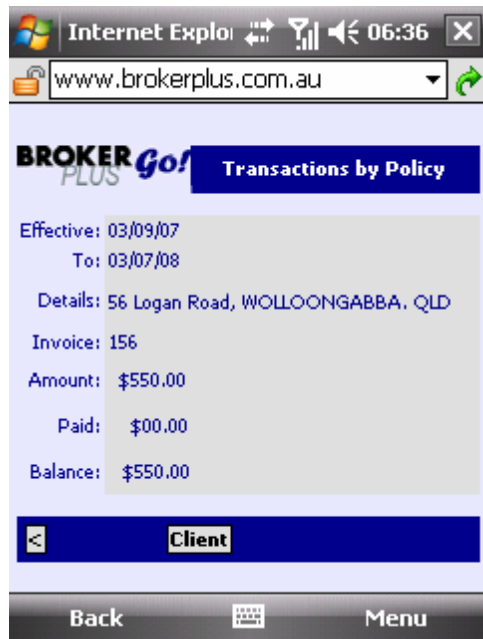 Internet Explo 06:36
www.brokerplus.com.au
BROKER PLUS Go! Transactions by Policy
Effective: 03/09/07
To: 03/07/08
Details: 56 Logan Road, WOLLOONGABBA. QLD
Invoice: 156
Amount: $550.00
Paid: $00.00
Balance: $550.00
< Client
Back Menu